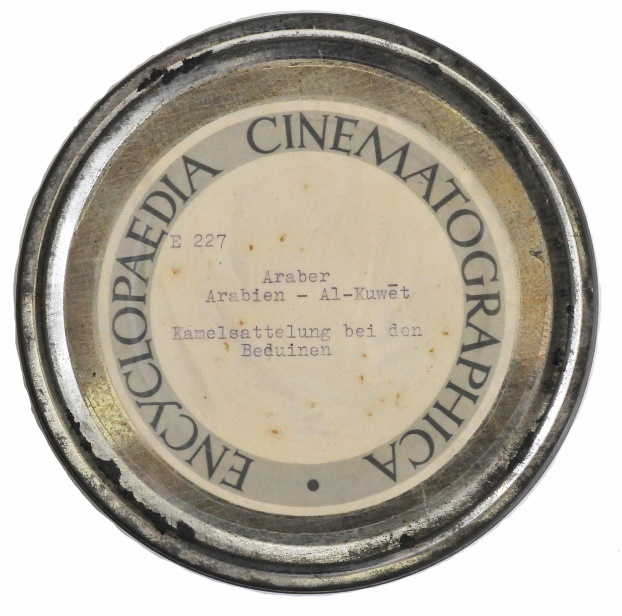 ENCYCLOPAEDIA CINEMATOGRAPHICA •
E 227
Araber
Arabien - Al-Kuwēt
Kamelsattelung bei den
Beduinen